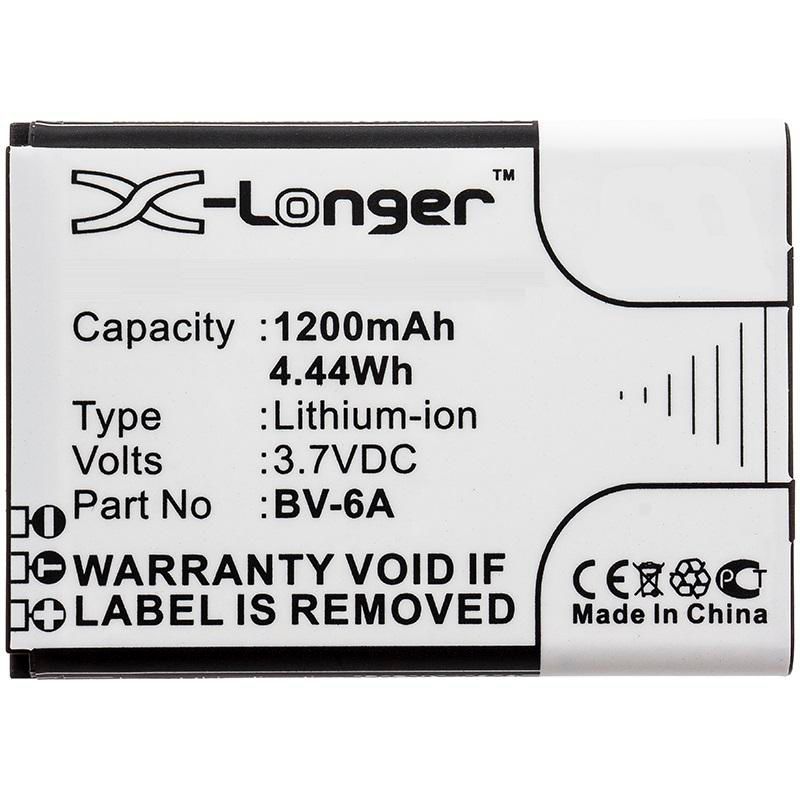 X-Longer™
Capacity : 1200mAh
4.44Wh
Type : Lithium-ion
Volts : 3.7VDC
Part No : BV-6A
WARRANTY VOID IF
LABEL IS REMOVED
CE PCT
Made In China